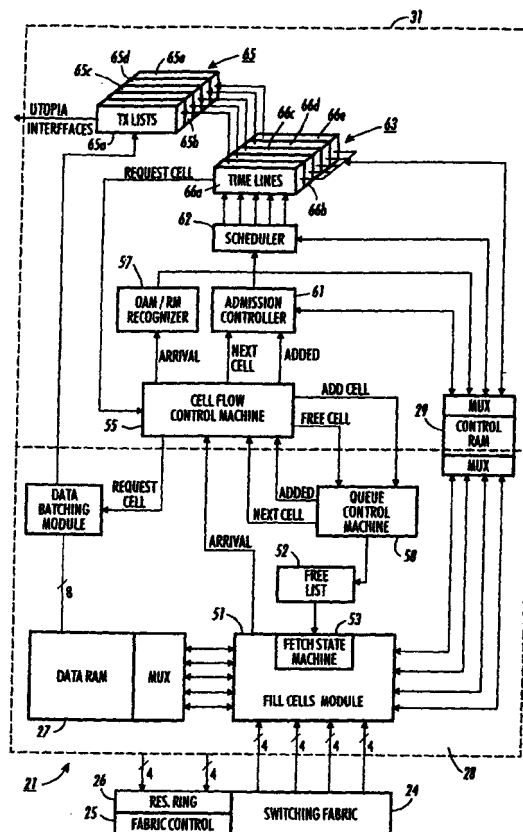 31
65e
65d
65
65c
TX LISTS
UTOPIA
INTERFFACES
65a
65b
66d
66c
66e
63
REQUEST CELL
TIME LINES
66a
66b
62
SCHEDULER
57
61
OAM / RM
RECOGNIZER
ADMISSION
CONTROLLER
ARRIVAL
NEXT
CELL
ADDED
MUX
29
CONTROL
RAM
MUX
CELL FLOW
CONTROL MACHINE
55
ADD CELL
FREE CELL
DATA
BATCHING
MODULE
REQUEST
CELL
ADDED
NEXT CELL
QUEUE
CONTROL
MACHINE
58
ARRIVAL
8
52
FREE
LIST
51
53
FETCH STATE
MACHINE
DATA RAM
MUX
FILL CELLS MODULE
27
4
4
4
4
4
4
28
21
26
RES. RING
24
25
FABRIC CONTROL
SWITCHING FABRIC